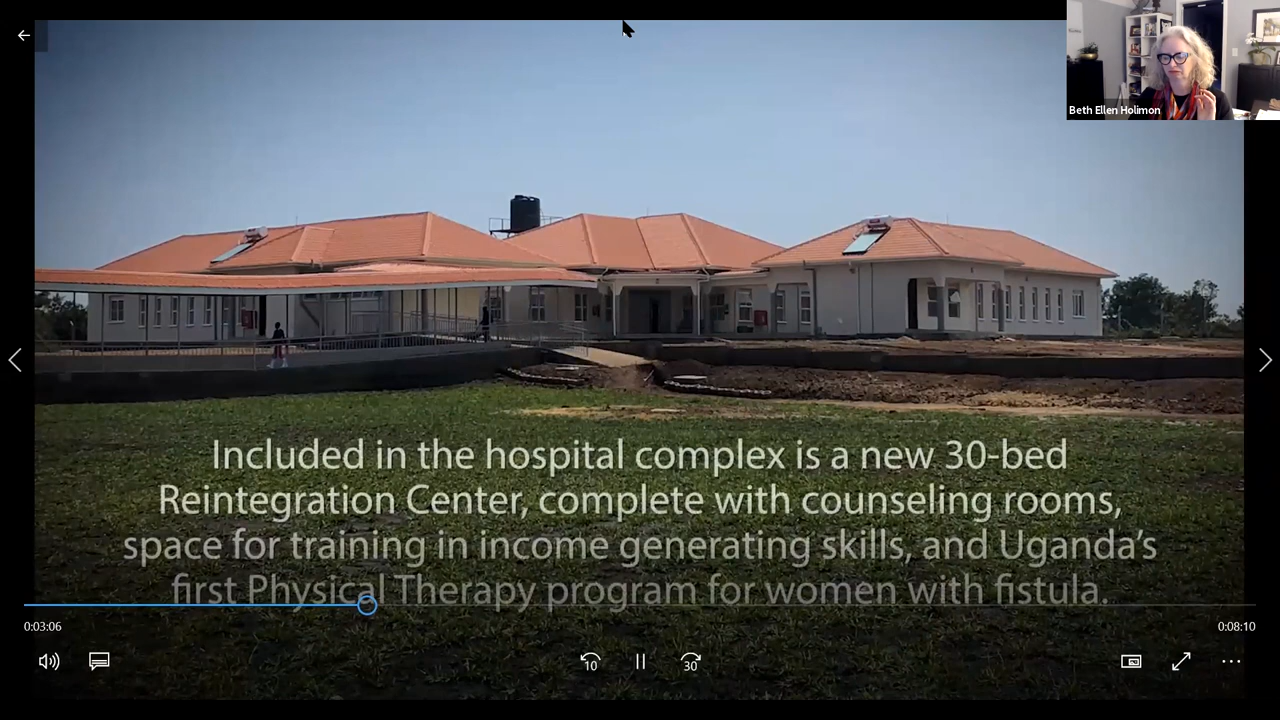 Beth Ellen Holimon
Included in the hospital complex is a new 30-bed
Reintegration Center, complete with counseling rooms,
space for training in income generating skills, and Uganda's
first Physical Therapy program for women with fistula.
0:03:06
0:08:10
10
30